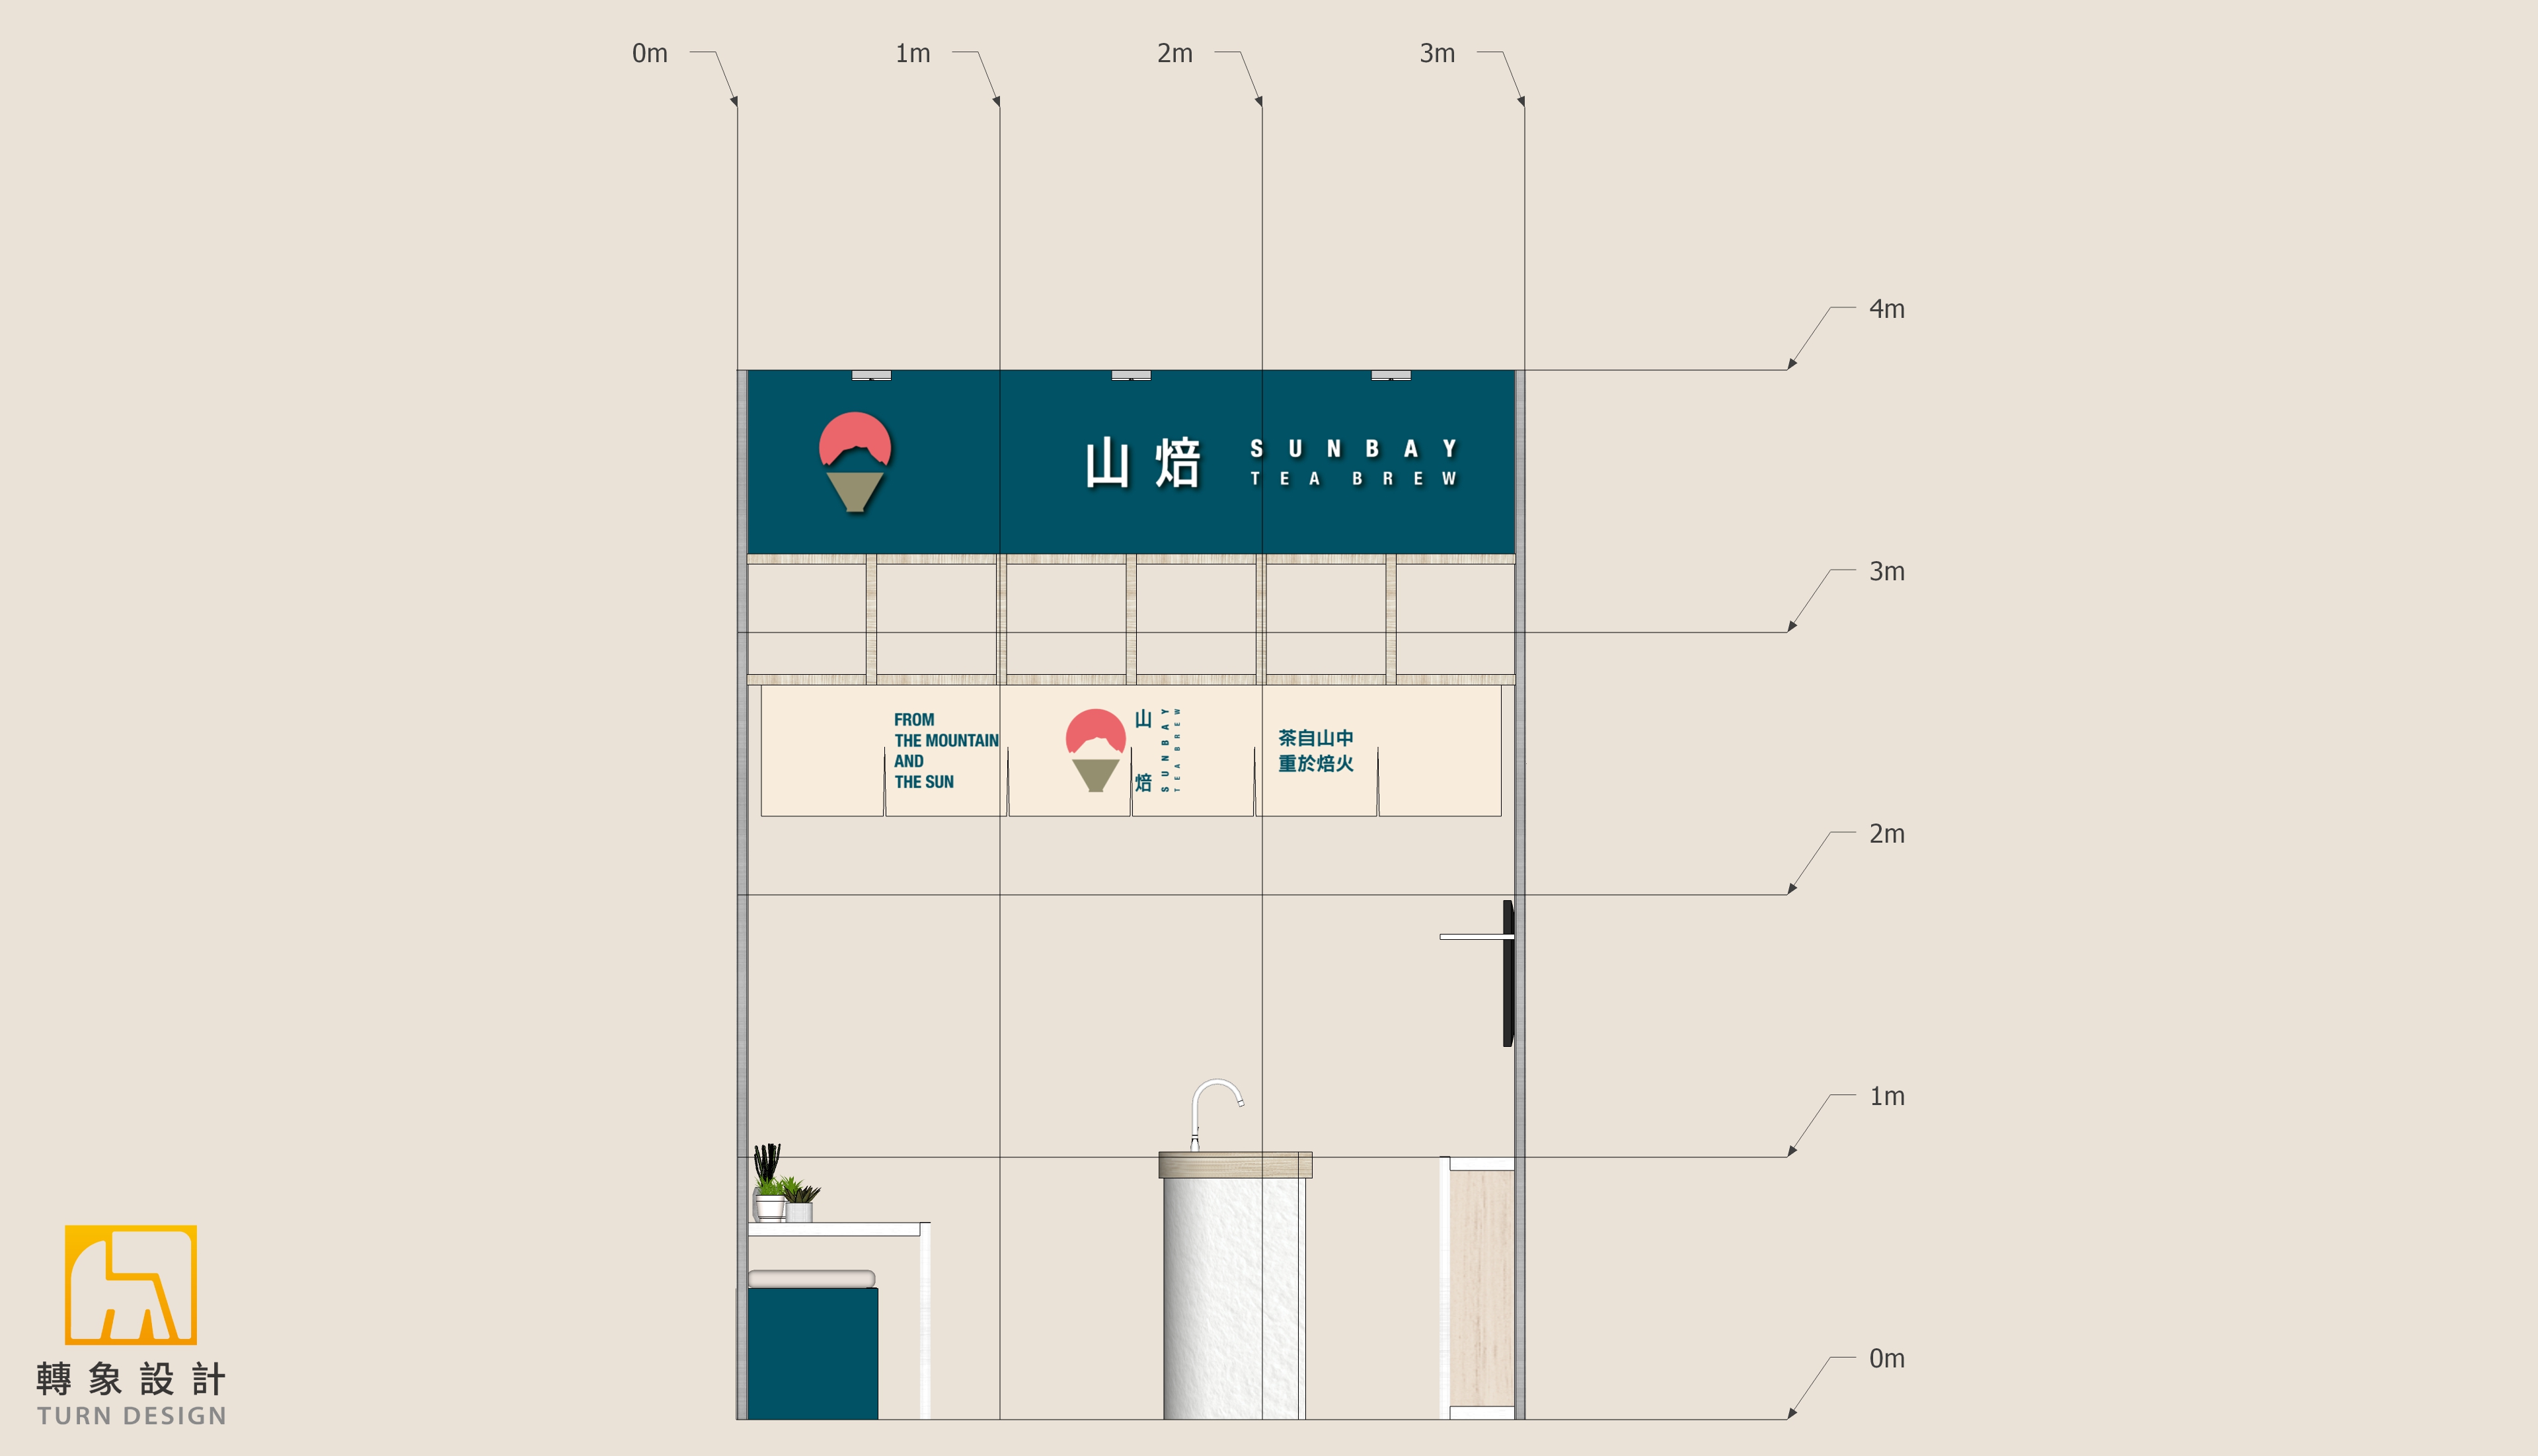 0m
1m
2m
3m
4m
山焙
SUNBAY
TEA BREW
3m
FROM
THE MOUNTAIN
AND
THE SUN
山焙
SUNBAY
TEA BREW
茶自山中
重於焙火
2m
1m
0m
轉象設計
TURN DESIGN